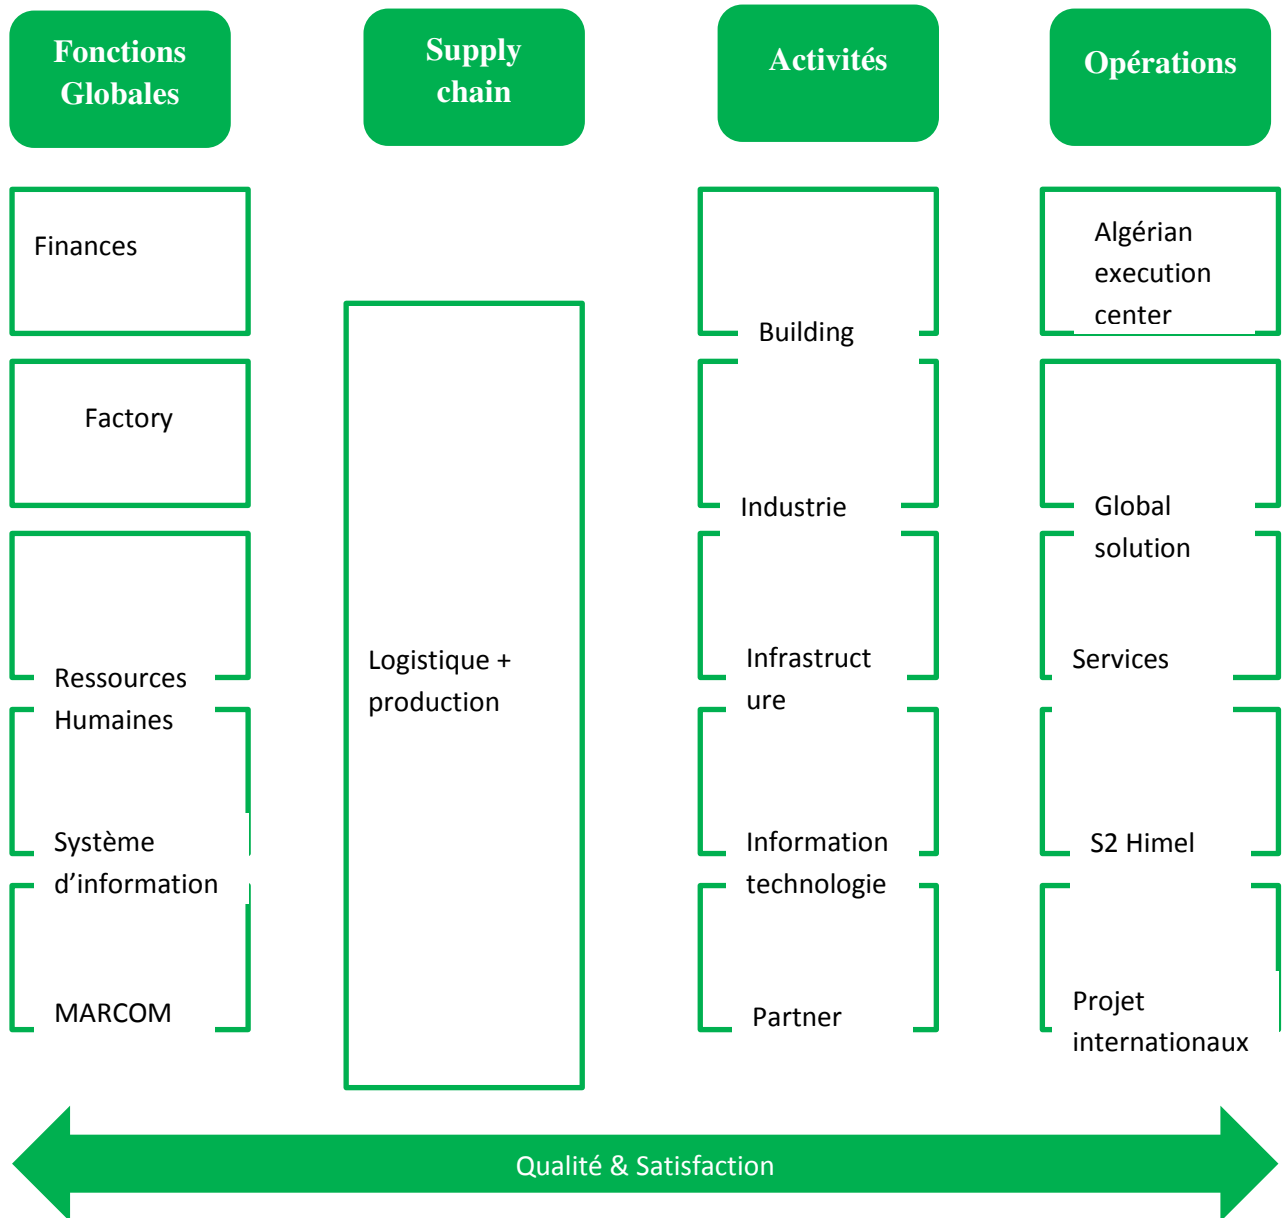 Fonctions
Globales
Supply
chain
Activités
Opérations
Finances
Factory
Ressources
Humaines
Système
d’information
MARCOM
Logistique +
production
Building
Industrie
Infrastruct
ure
Information
technologie
Partner
Algérian
execution
center
Global
solution
Services
S2 Himel
Projet
internationaux
Qualité & Satisfaction